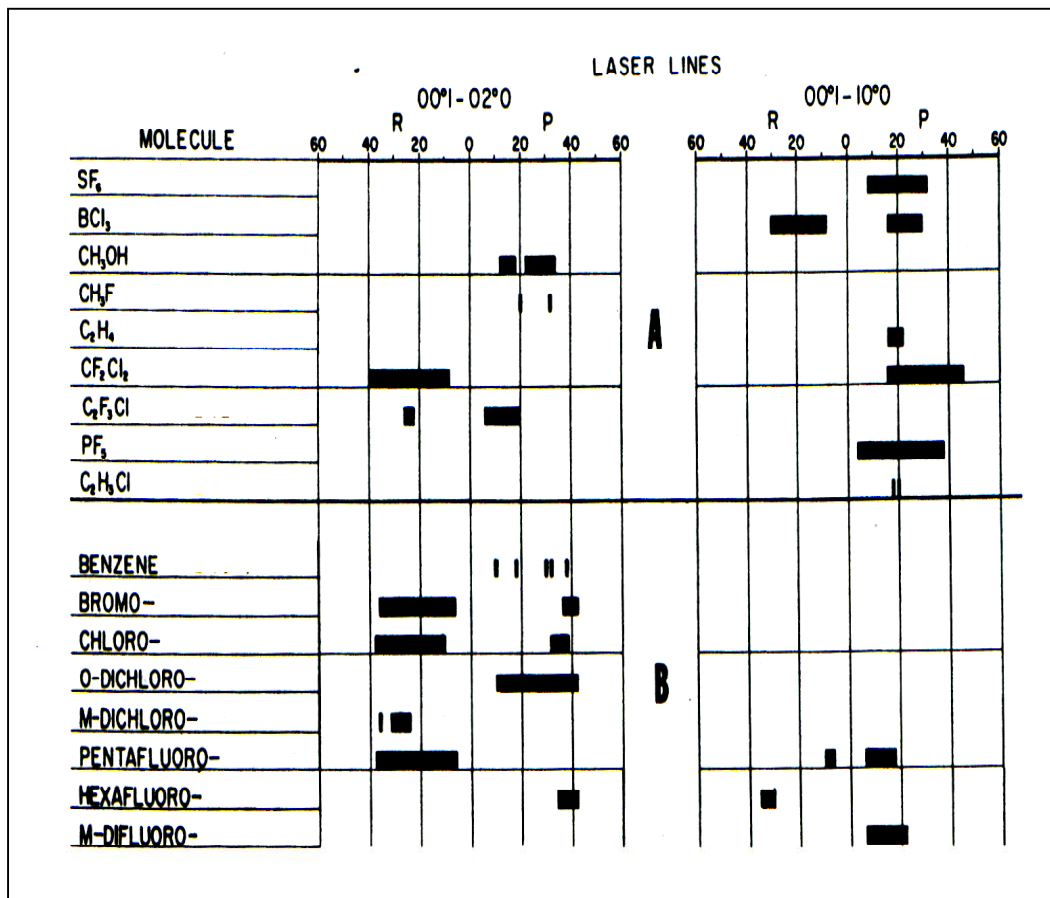 LASER LINES
00°1-02°0 00°1-10°0
R P R P
MOLECULE 60 40 20 0 20 40 60 60 40 20 0 20 40 60
SF₆
BCl₃
CH₃OH
CH₃F
C₂H₄
CF₂Cl₂
C₂F₃Cl
PF₅
C₂H₃Cl
A
BENZENE
BROMO-
CHLORO-
O-DICHLORO-
M-DICHLORO-
PENTAFLUORO-
HEXAFLUORO-
M-DIFLUORO-
B